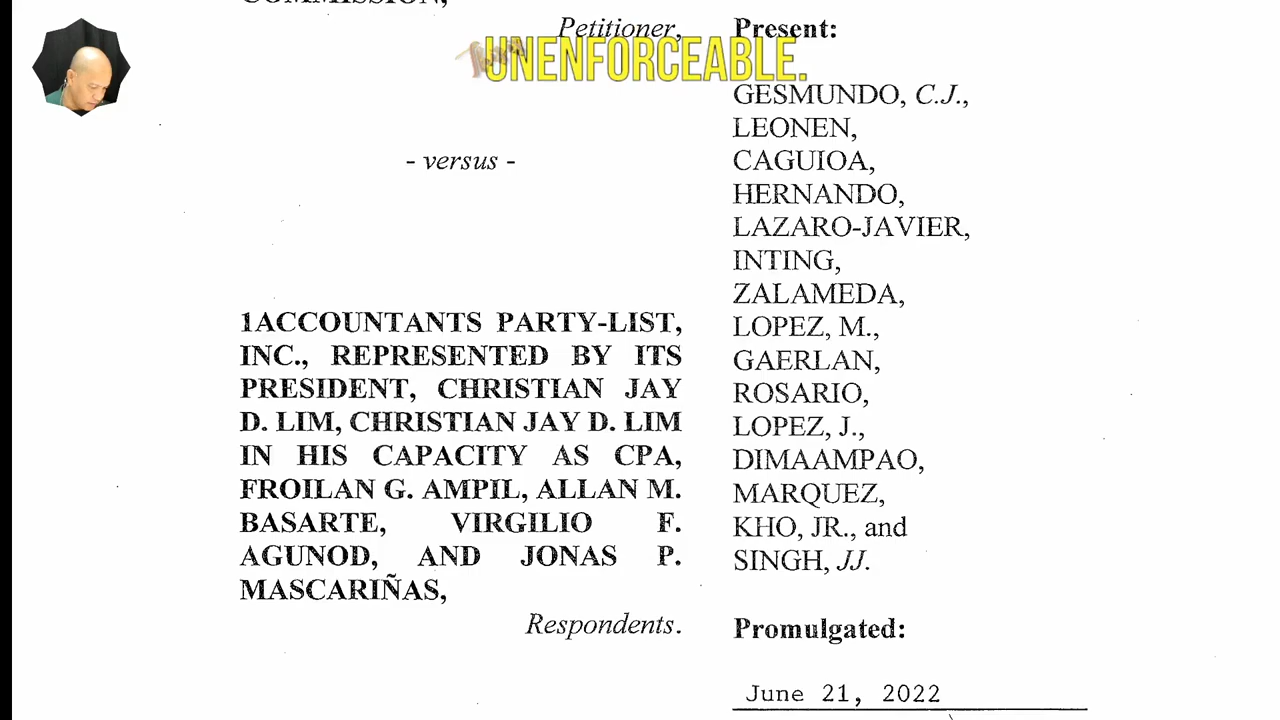 COMMISSION,
Petitioner,
UNENFORCEABLE.
- versus -
1ACCOUNTANTS PARTY-LIST,
INC., REPRESENTED BY ITS
PRESIDENT, CHRISTIAN JAY
D. LIM, CHRISTIAN JAY D. LIM
IN HIS CAPACITY AS CPA,
FROILAN G. AMPIL, ALLAN M.
BASARTE, VIRGILIO F.
AGUNOD, AND JONAS P.
MASCARIÑAS,
Respondents.
Present:
GESMUNDO, C.J.,
LEONEN,
CAGUIOA,
HERNANDO,
LAZARO-JAVIER,
INTING,
ZALAMEDA,
LOPEZ, M.,
GAERLAN,
ROSARIO,
LOPEZ, J.,
DIMAAMPAO,
MARQUEZ,
KHO, JR., and
SINGH, JJ.
Promulgated:
June 21, 2022